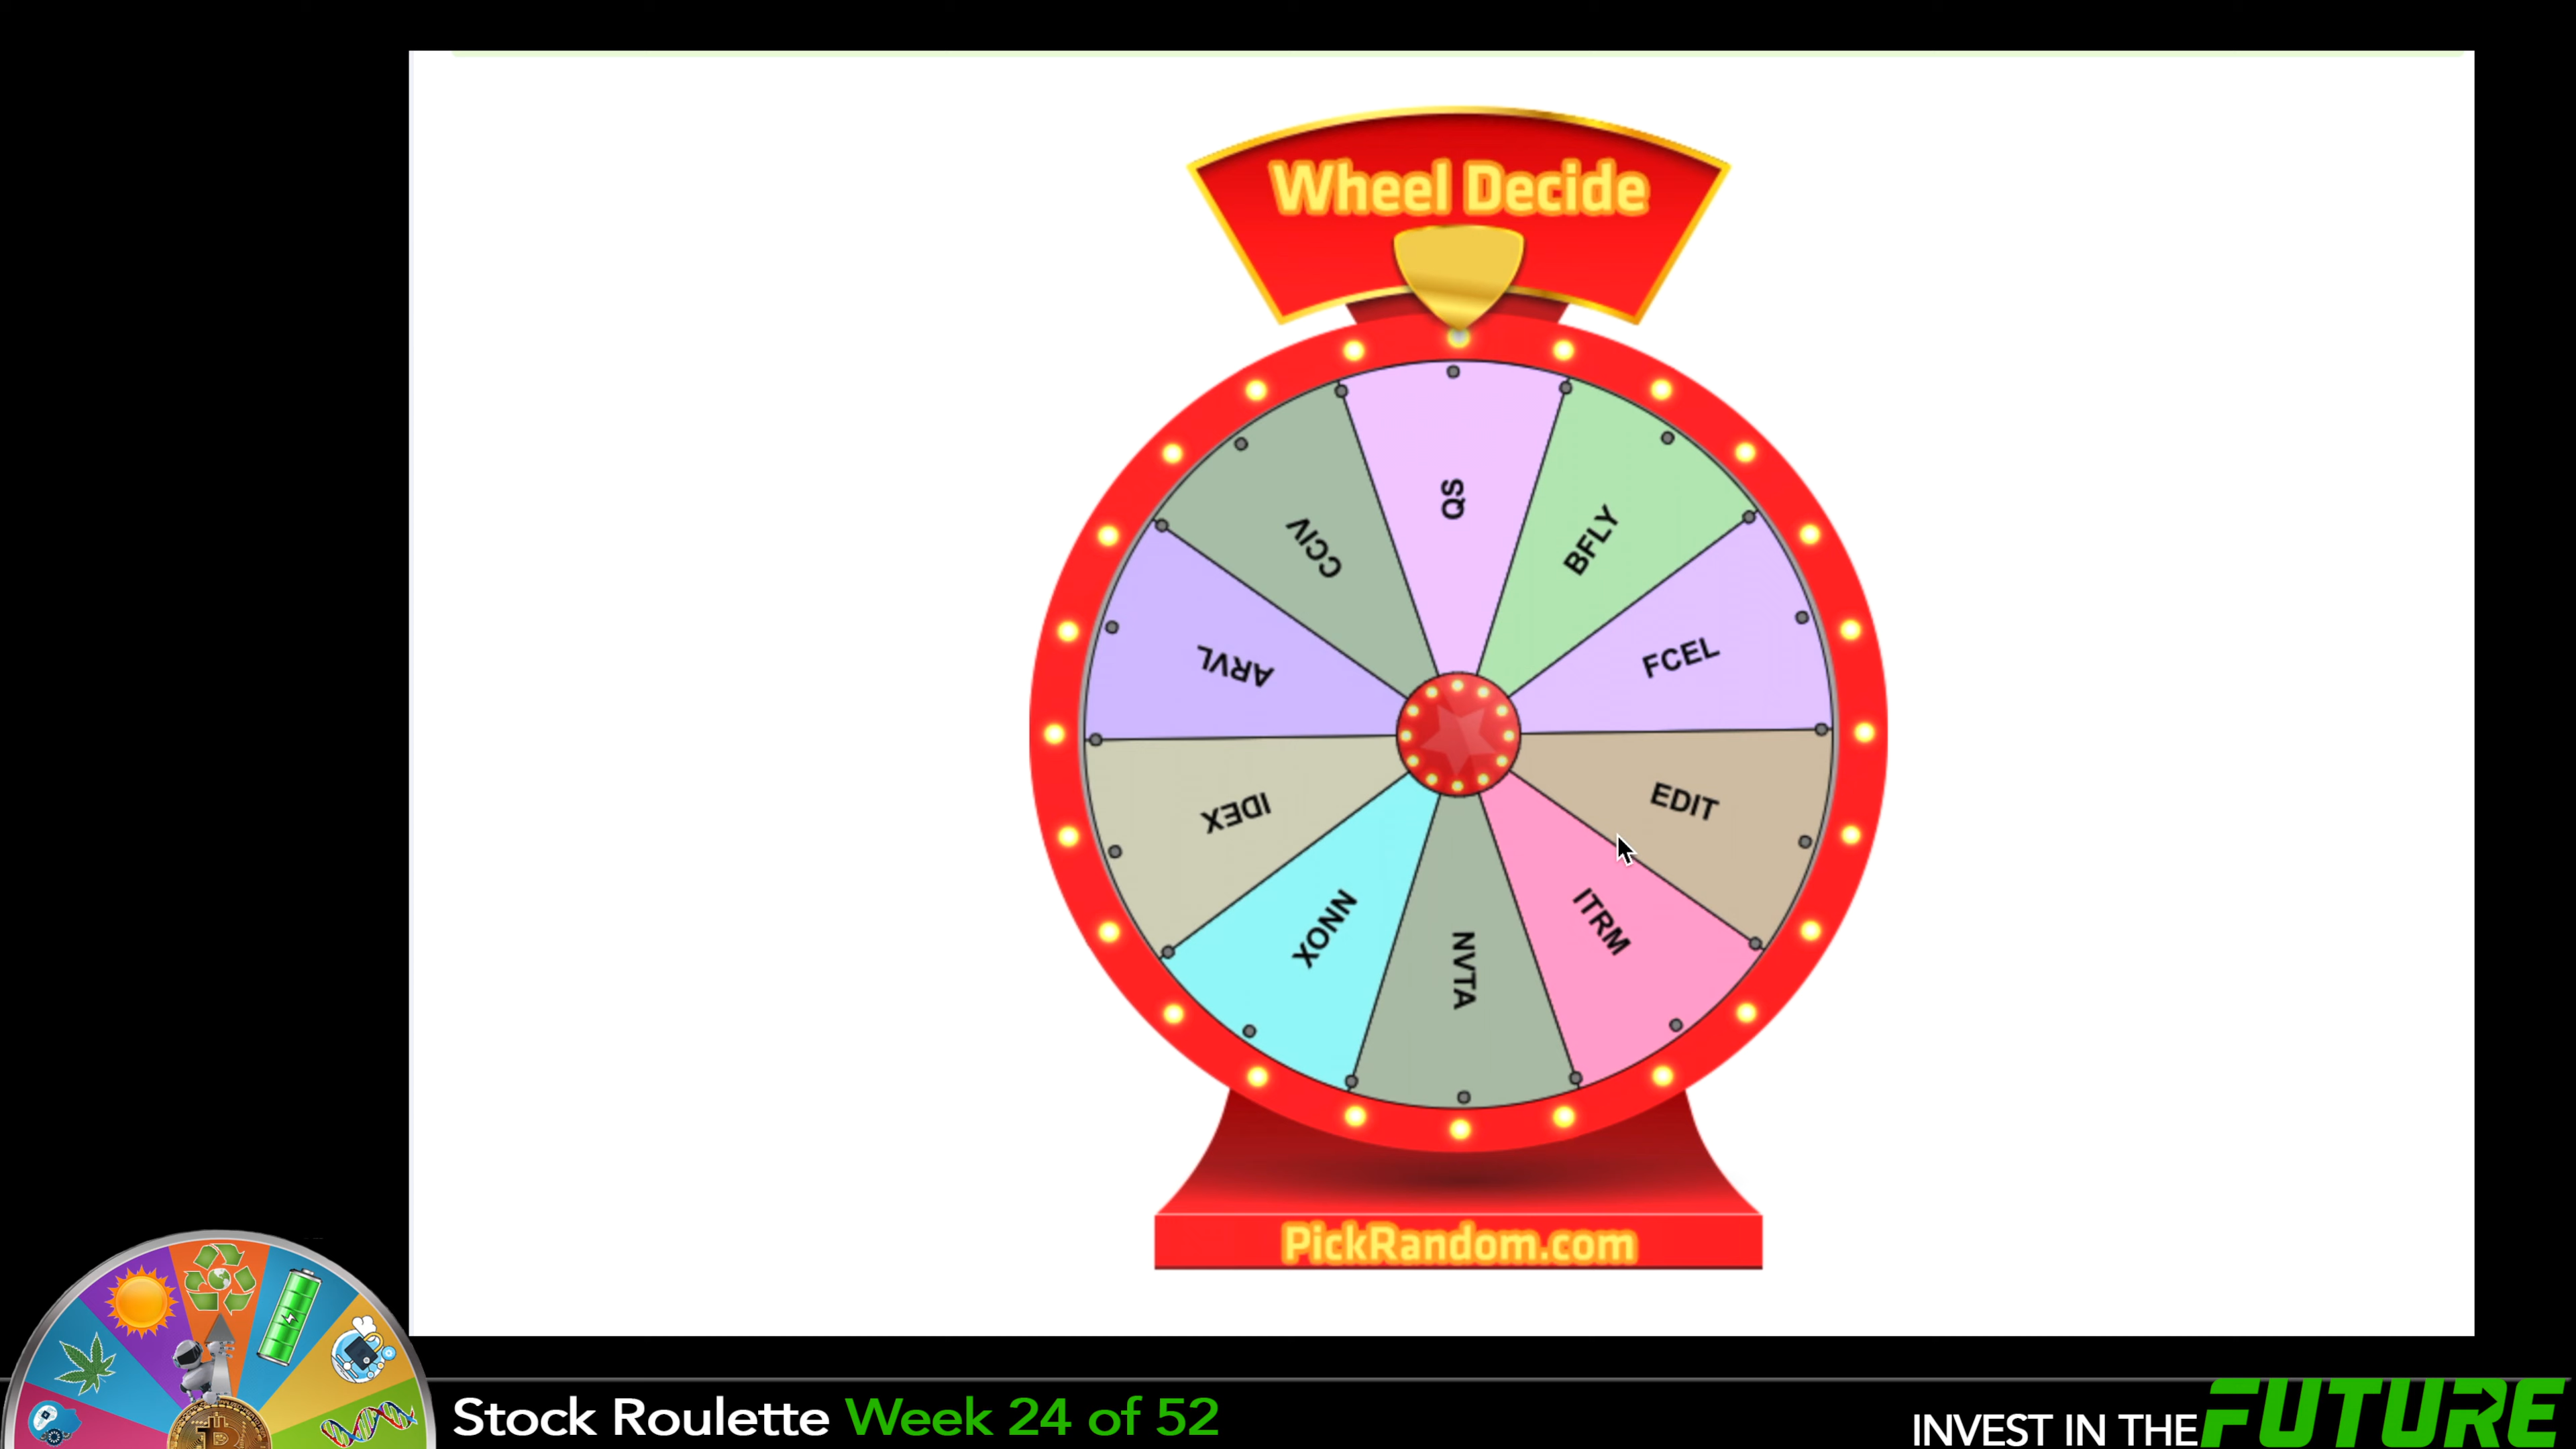 Wheel Decide
QS
BFLY
FCEL
EDIT
ITRM
NVTA
XONN
IDEX
ARVL
CCIV
PickRandom.com
Stock Roulette Week 24 of 52
INVEST IN THE FUTURE